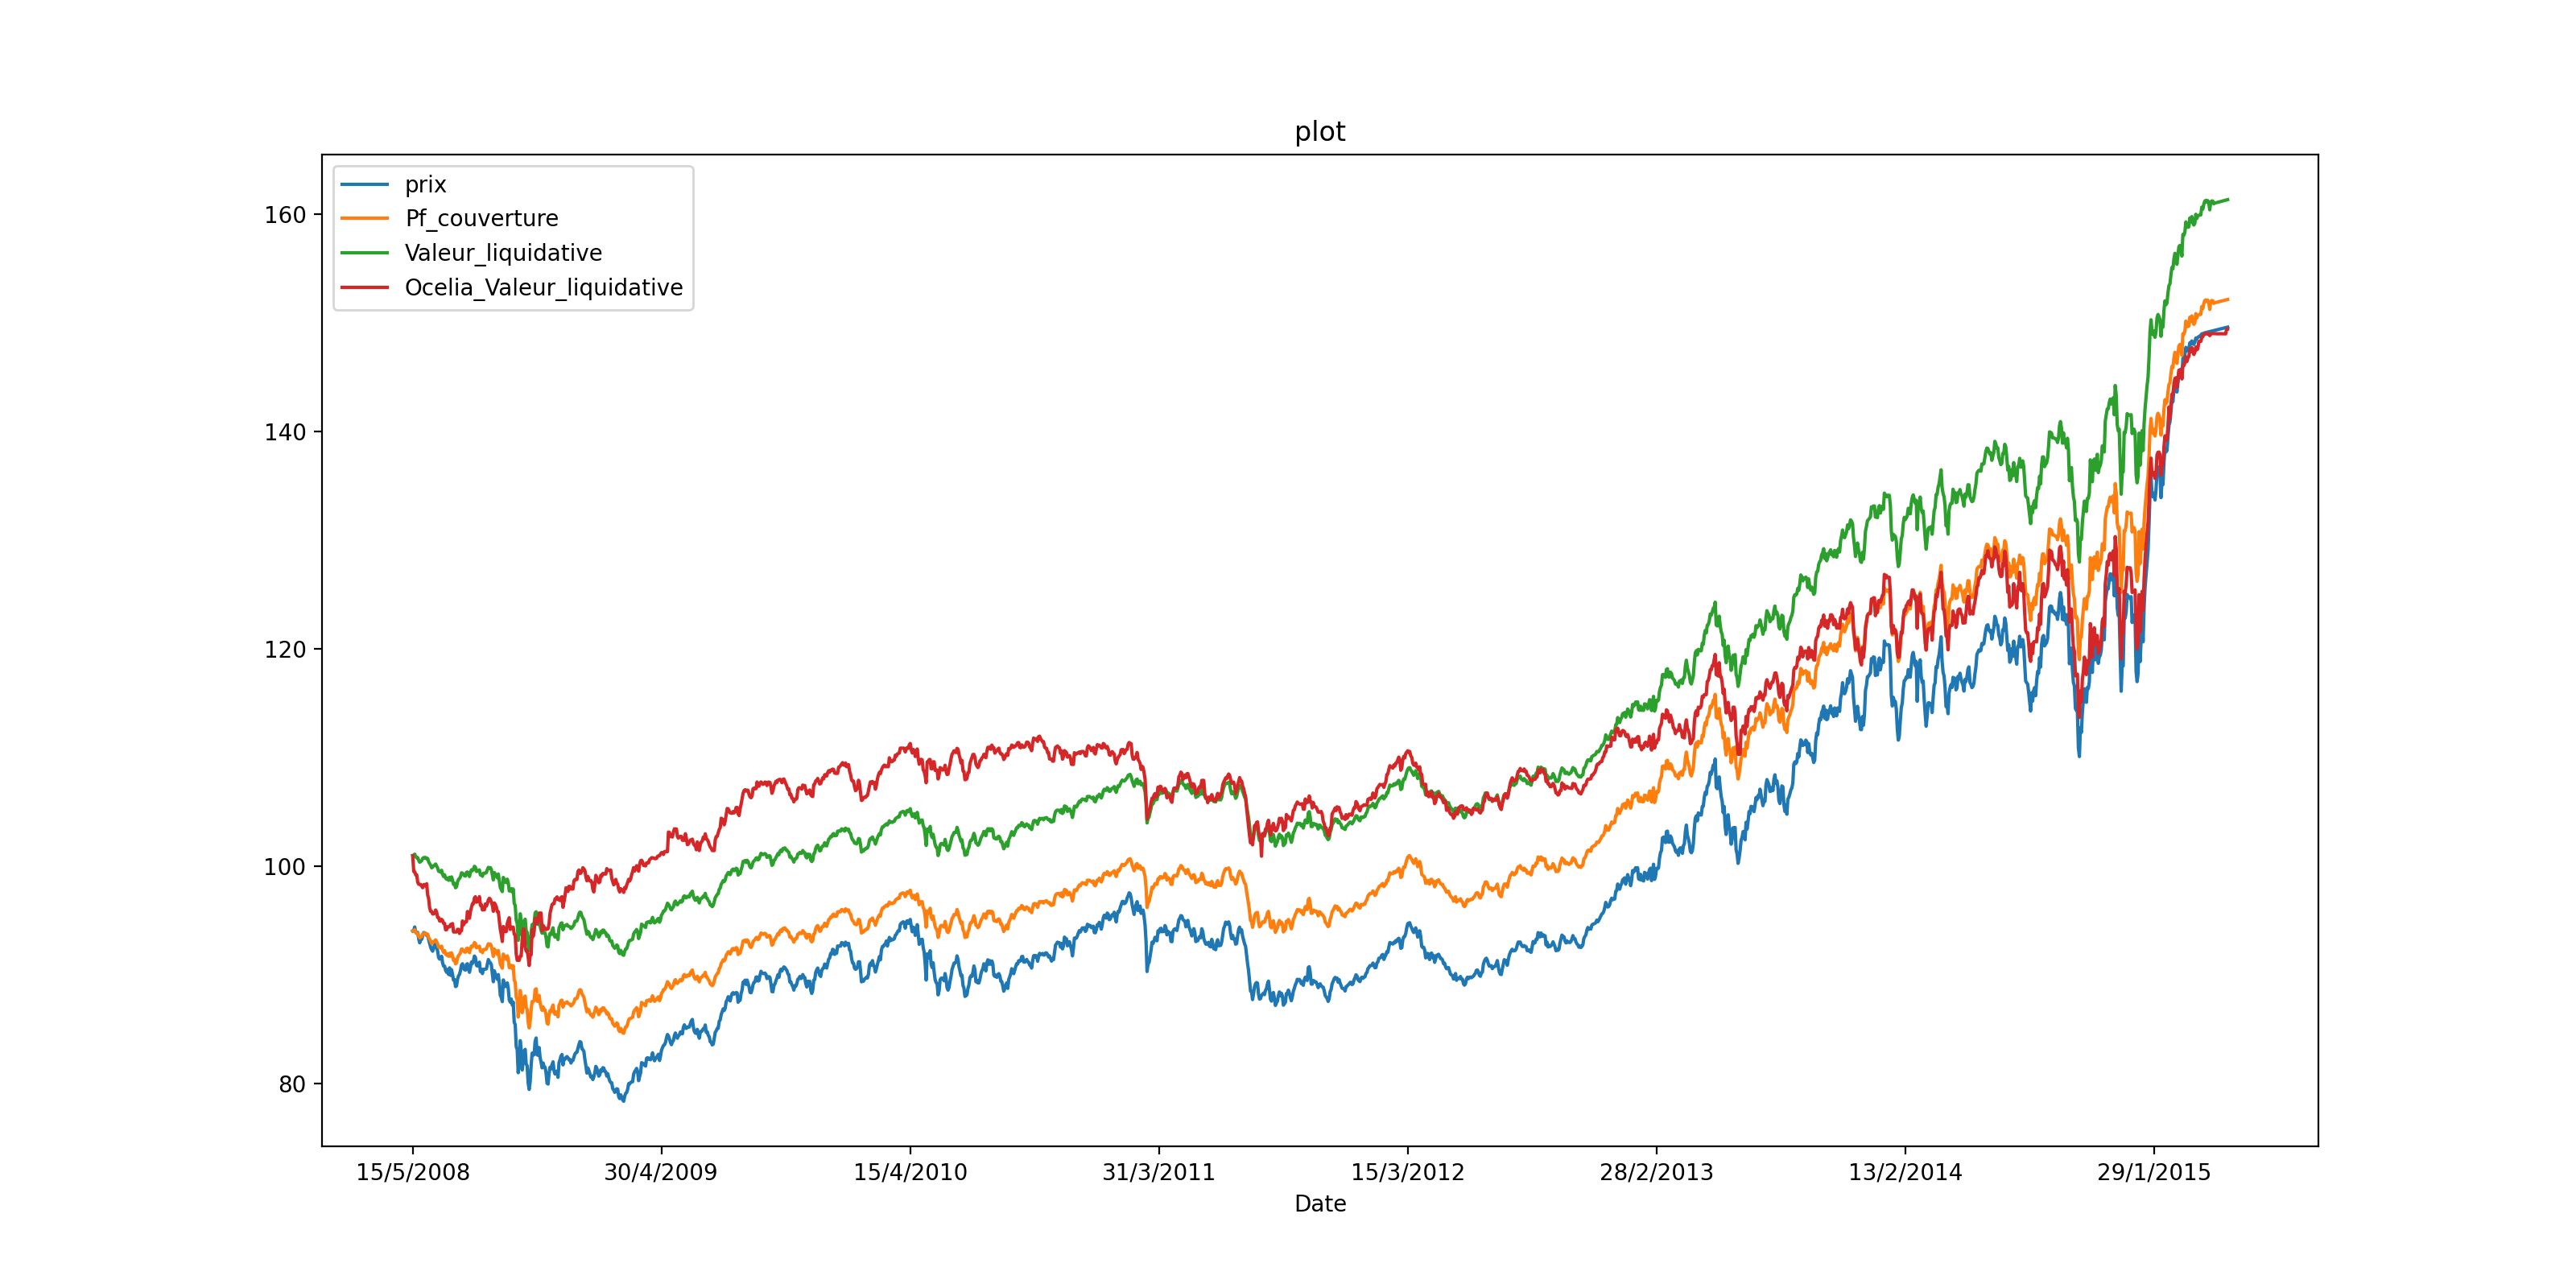 plot
prix
Pf_couverture
Valeur_liquidative
Ocelia_Valeur_liquidative
160
140
120
100
80
15/5/2008 30/4/2009 15/4/2010 31/3/2011 15/3/2012 28/2/2013 13/2/2014 29/1/2015
Date